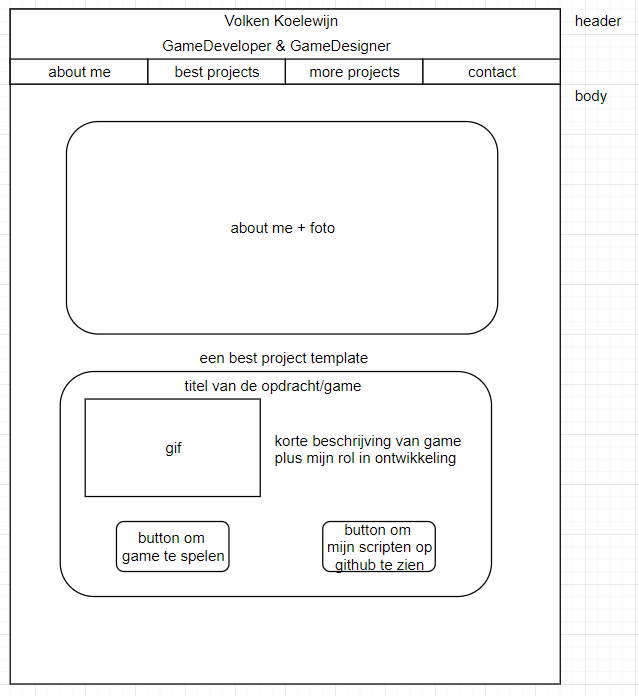 Volken Koelewijn
header
GameDeveloper & GameDesigner
about me
best projects
more projects
contact
body
about me + foto
een best project template
titel van de opdracht/game
gif
korte beschrijving van game
plus mijn rol in ontwikkeling
button om
game te spelen
button om
mijn scripten op
github te zien